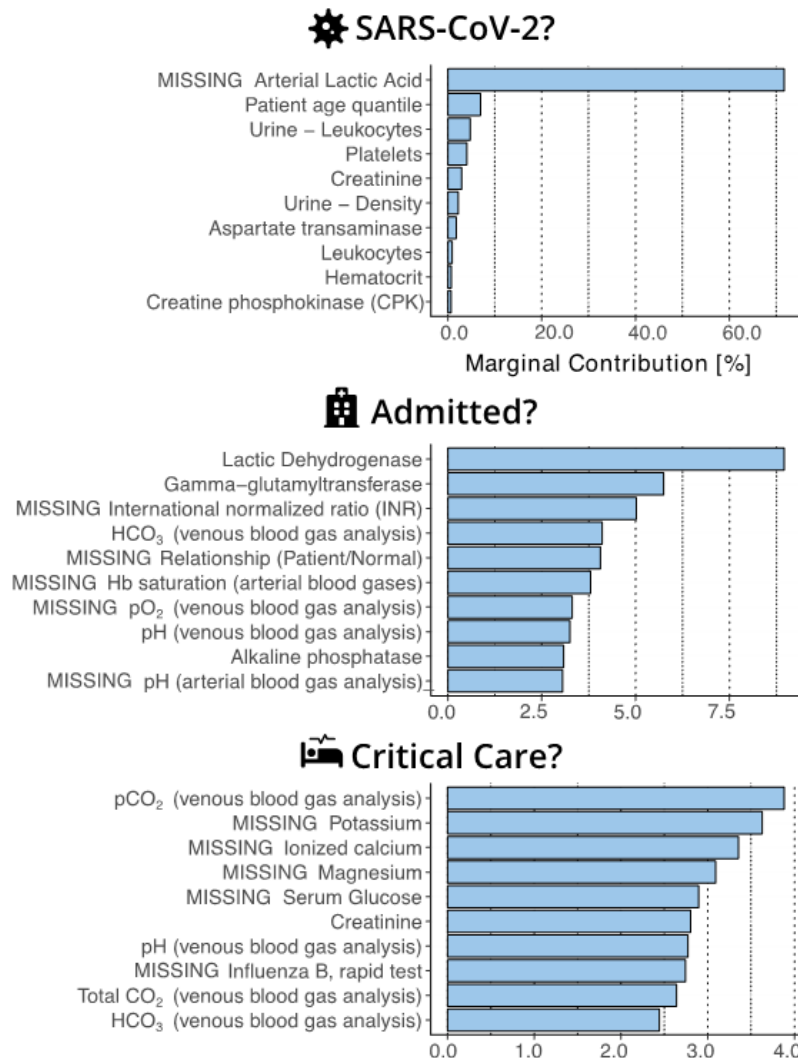 SARS-CoV-2?
MISSING Arterial Lactic Acid
Patient age quantile
Urine − Leukocytes
Platelets
Creatinine
Urine − Density
Aspartate transaminase
Leukocytes
Hematocrit
Creatine phosphokinase (CPK)
0.0 20.0 40.0 60.0
Marginal Contribution [%]
Admitted?
Lactic Dehydrogenase
Gamma−glutamyltransferase
MISSING International normalized ratio (INR)
HCO₃ (venous blood gas analysis)
MISSING Relationship (Patient/Normal)
MISSING Hb saturation (arterial blood gases)
MISSING pO₂ (venous blood gas analysis)
pH (venous blood gas analysis)
Alkaline phosphatase
MISSING pH (arterial blood gas analysis)
0.0 2.5 5.0 7.5
Critical Care?
pCO₂ (venous blood gas analysis)
MISSING Potassium
MISSING Ionized calcium
MISSING Magnesium
MISSING Serum Glucose
Creatinine
pH (venous blood gas analysis)
MISSING Influenza B, rapid test
Total CO₂ (venous blood gas analysis)
HCO₃ (venous blood gas analysis)
0.0 1.0 2.0 3.0 4.0